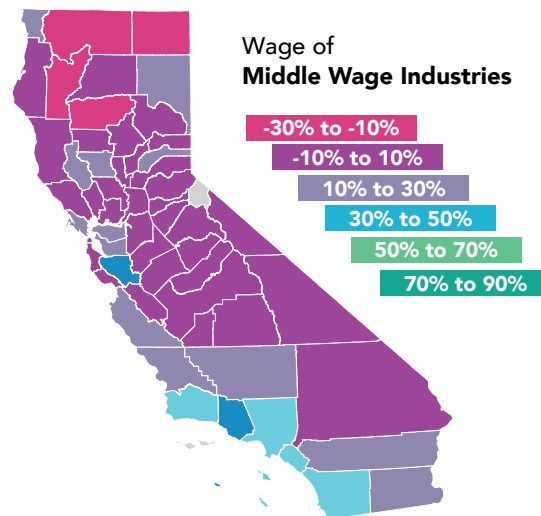 Wage of
Middle Wage Industries
-30% to -10%
-10% to 10%
10% to 30%
30% to 50%
50% to 70%
70% to 90%